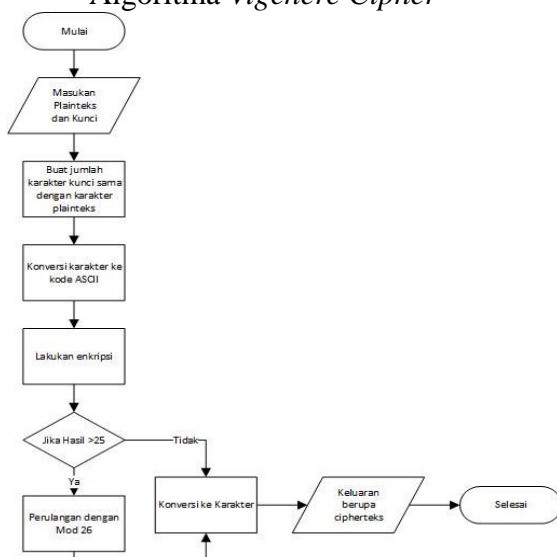 Algoritma Vigenere Cipher
Mulai
Masukan
Plainteks
dan Kunci
Buat jumlah
karakter kunci sama
dengan karakter
plainteks
Konversi karakter ke
kode ASCII
Lakukan enkripsi
Jika Hasil >25
Tidak
Ya
Perulangan dengan
Mod 26
Konversi ke Karakter
Keluaran
berupa
cipherteks
Selesai